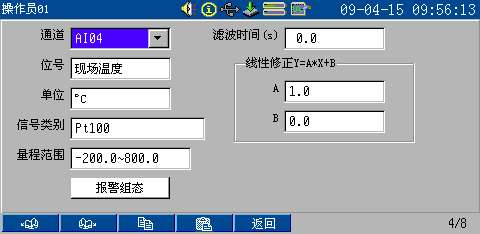 操作员01 09-04-15 09:56:13
通道 AI04 滤波时间(s) 0.0
位号 现场温度 线性修正Y=A*X+B
单位 °C A 1.0
信号类别 Pt100 B 0.0
量程范围 -200.0~800.0
报警组态
返回 4/8